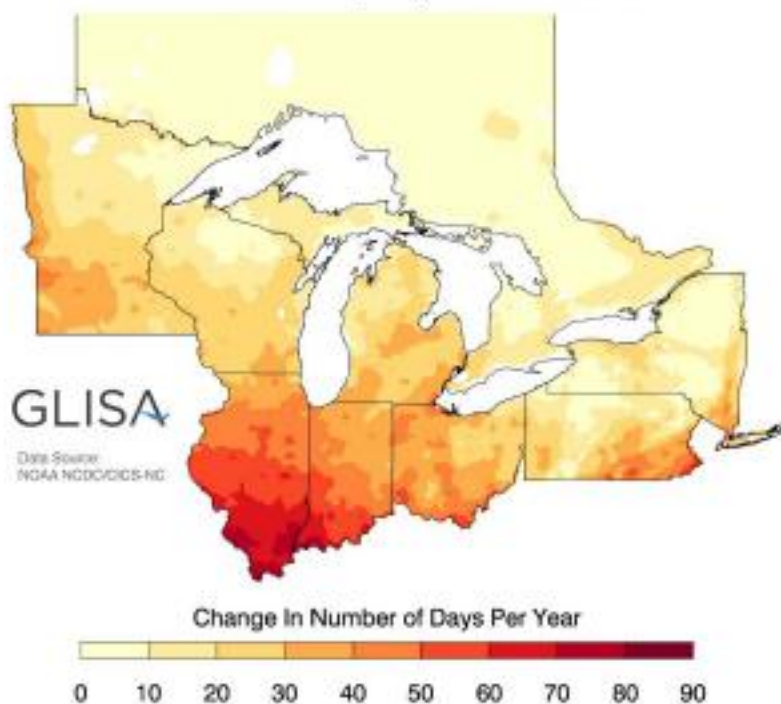 GLISA
Data Source:
NOAA NCDC/CICS-NC
Change In Number of Days Per Year
0 10 20 30 40 50 60 70 80 90